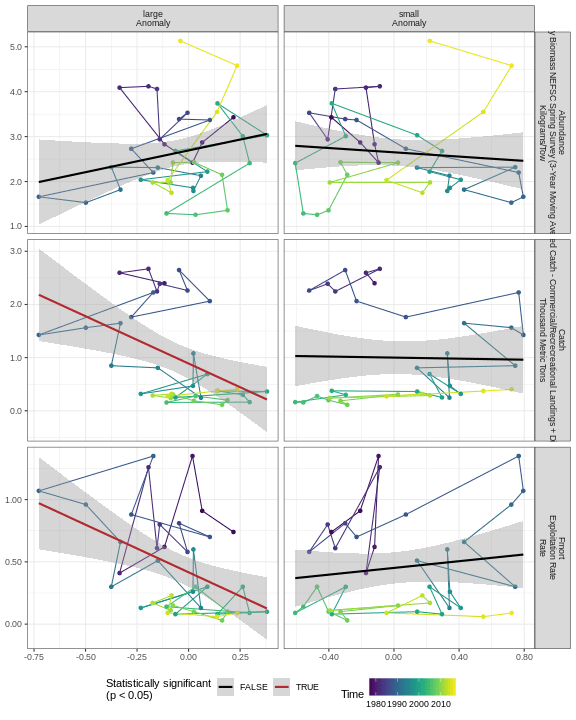 large
Anomaly
small
Anomaly
5.0
4.0
3.0
2.0
1.0
Abundance
y Biomass NEFSC Spring Survey (3-Year Moving Ave
Kilograms/Tow
3.0
2.0
1.0
0.0
Catch
ed Catch - Commercial/Recreational Landings + D
Thousand Metric Tons
1.00
0.50
0.00
Fmort
Exploitation Rate
Rate
-0.75 -0.50 -0.25 0.00 0.25
-0.40 0.00 0.40 0.80
Statistically significant
(p < 0.05)
FALSE TRUE
Time
1980 1990 2000 2010